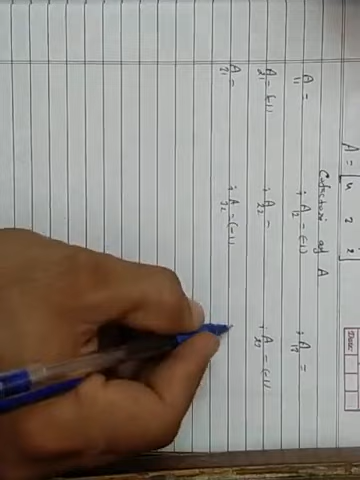 A = [4 2 2]
Cofactors of A
A11 = , A12 = (-1) , A13 =
A21 = (-1) , A22 = , A23 = (-1)
A31 = , A32 = (-1)